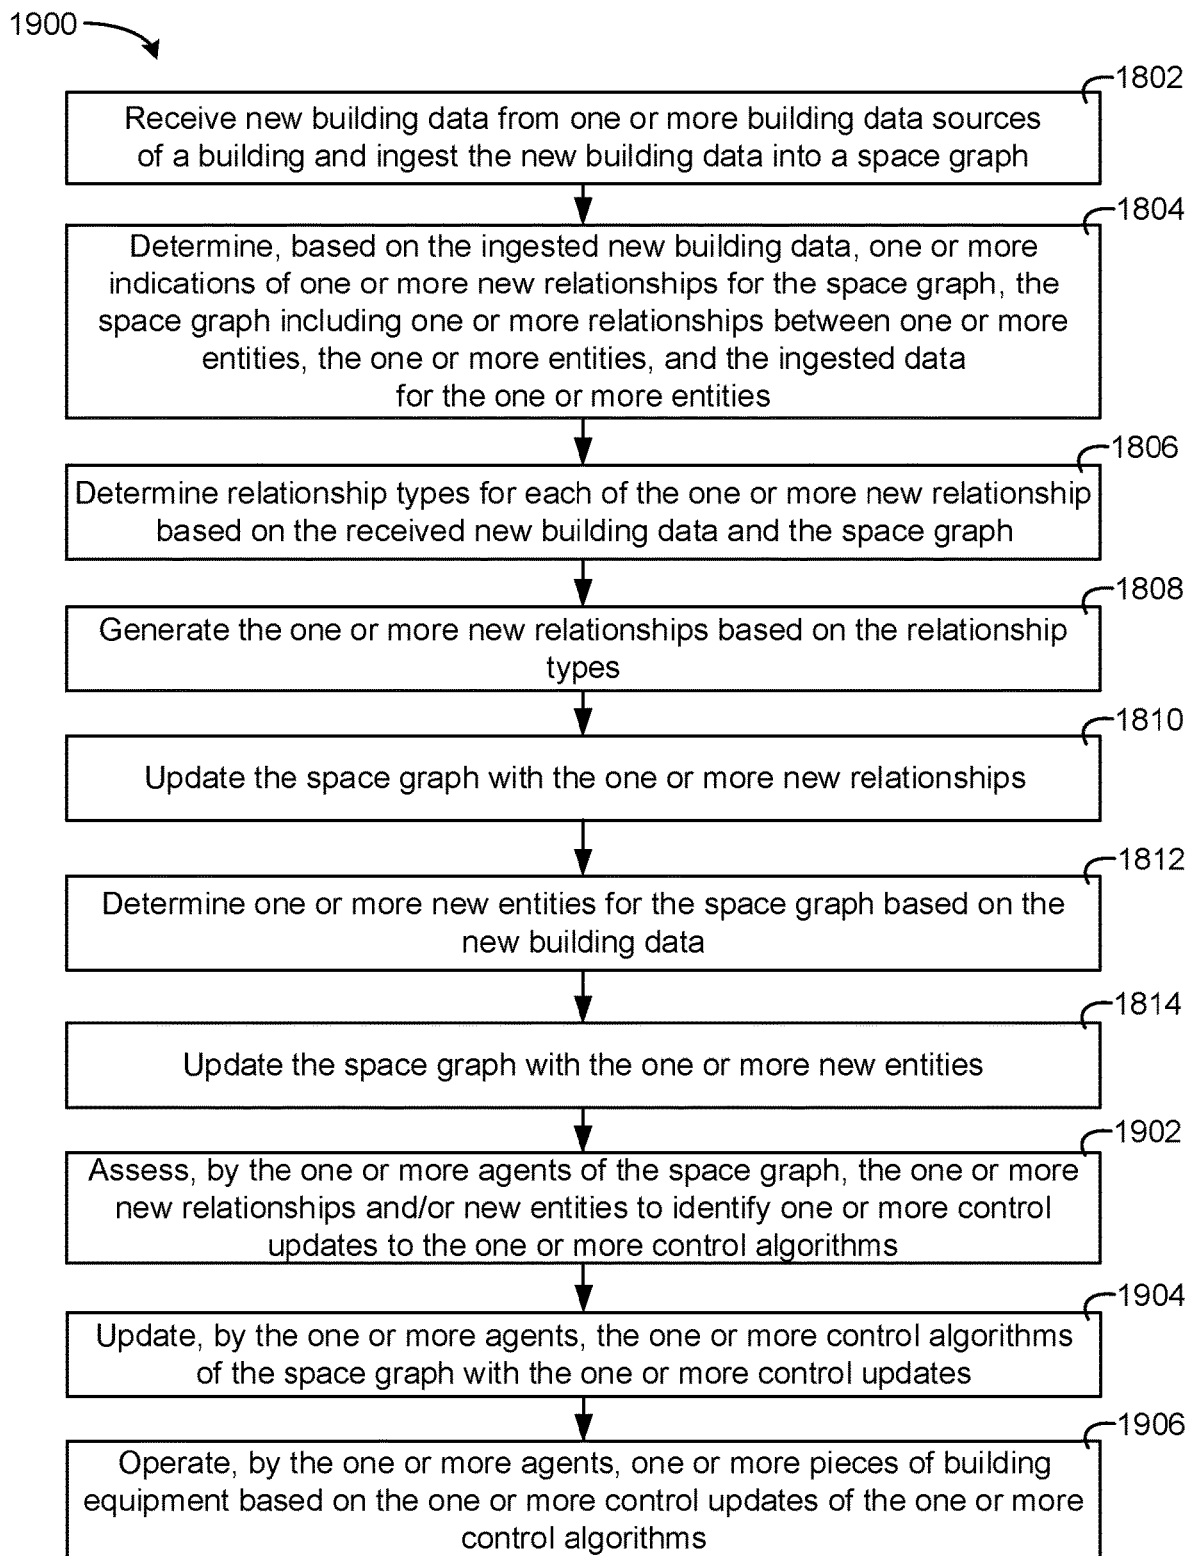 1900
1802
Receive new building data from one or more building data sources
of a building and ingest the new building data into a space graph
1804
Determine, based on the ingested new building data, one or more
indications of one or more new relationships for the space graph, the
space graph including one or more relationships between one or more
entities, the one or more entities, and the ingested data
for the one or more entities
1806
Determine relationship types for each of the one or more new relationship
based on the received new building data and the space graph
1808
Generate the one or more new relationships based on the relationship
types
1810
Update the space graph with the one or more new relationships
1812
Determine one or more new entities for the space graph based on the
new building data
1814
Update the space graph with the one or more new entities
1902
Assess, by the one or more agents of the space graph, the one or more
new relationships and/or new entities to identify one or more control
updates to the one or more control algorithms
1904
Update, by the one or more agents, the one or more control algorithms
of the space graph with the one or more control updates
1906
Operate, by the one or more agents, one or more pieces of building
equipment based on the one or more control updates of the one or more
control algorithms